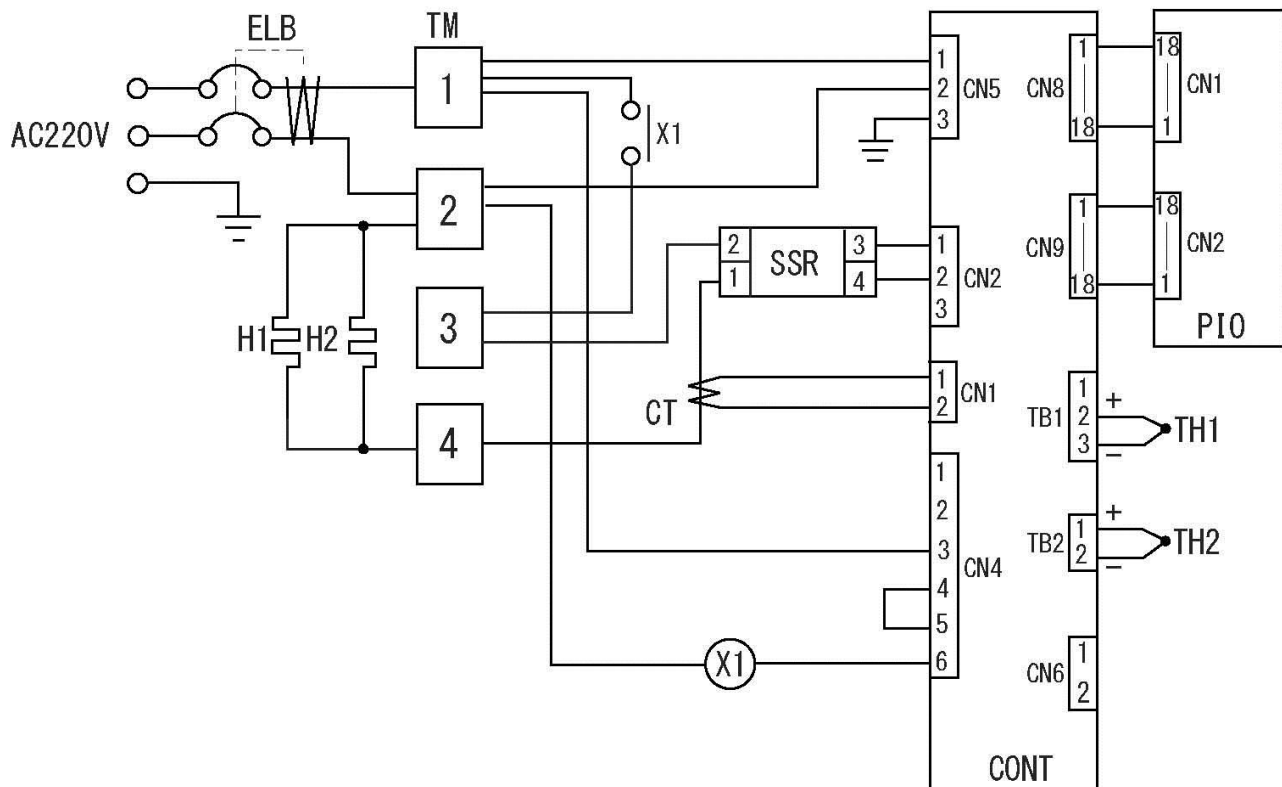 ELB
TM
AC220V
1
2
3
4
H1
H2
X1
2
1
SSR
3
4
CT
X1
1
2
3
CN5
1
2
3
CN2
1
2
CN1
1
2
3
4
5
6
CN4
CN8
1
18
CN9
1
18
TB1
1
2
3
+
−
TH1
TB2
1
2
+
−
TH2
CN6
1
2
CONT
18
1
CN1
18
1
CN2
PIO